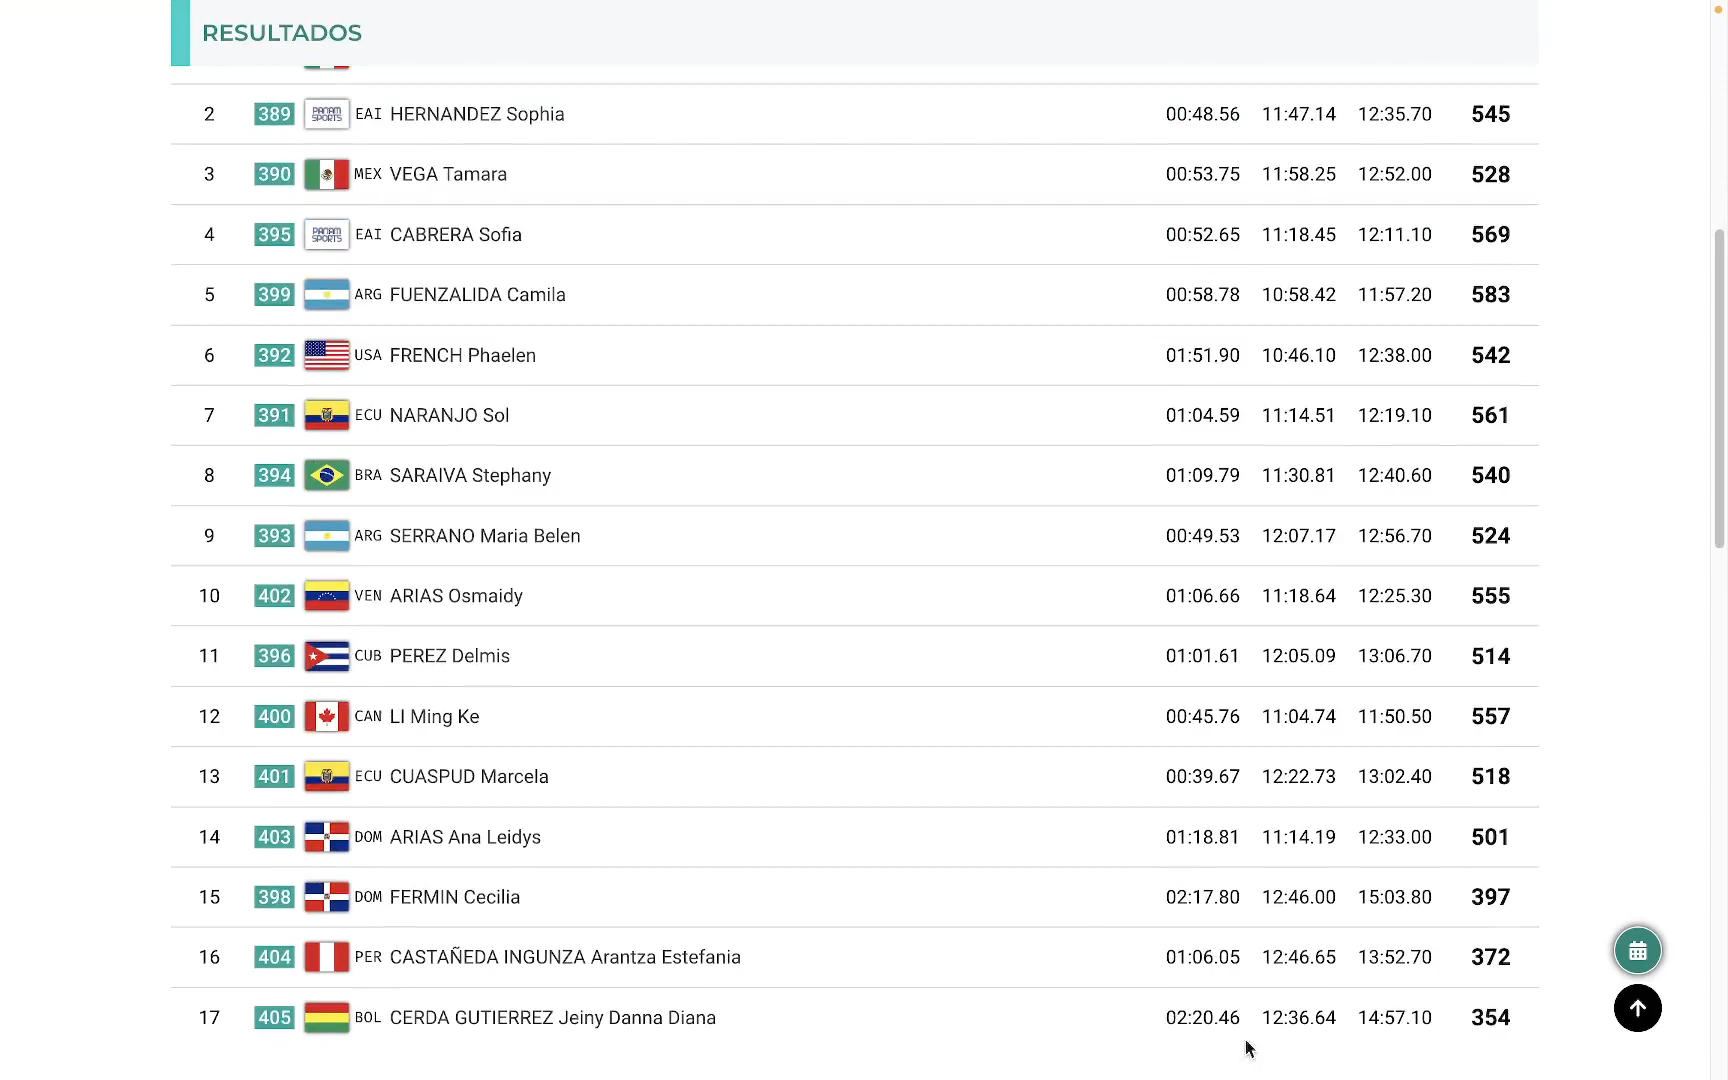 RESULTADOS
2 389 PANAM SPORTS EAI HERNANDEZ Sophia 00:48.56 11:47.14 12:35.70 545
3 390 MEX VEGA Tamara 00:53.75 11:58.25 12:52.00 528
4 395 PANAM SPORTS EAI CABRERA Sofia 00:52.65 11:18.45 12:11.10 569
5 399 ARG FUENZALIDA Camila 00:58.78 10:58.42 11:57.20 583
6 392 USA FRENCH Phaelen 01:51.90 10:46.10 12:38.00 542
7 391 ECU NARANJO Sol 01:04.59 11:14.51 12:19.10 561
8 394 BRA SARAIVA Stephany 01:09.79 11:30.81 12:40.60 540
9 393 ARG SERRANO Maria Belen 00:49.53 12:07.17 12:56.70 524
10 402 VEN ARIAS Osmaidy 01:06.66 11:18.64 12:25.30 555
11 396 CUB PEREZ Delmis 01:01.61 12:05.09 13:06.70 514
12 400 CAN LI Ming Ke 00:45.76 11:04.74 11:50.50 557
13 401 ECU CUASPUD Marcela 00:39.67 12:22.73 13:02.40 518
14 403 DOM ARIAS Ana Leidys 01:18.81 11:14.19 12:33.00 501
15 398 DOM FERMIN Cecilia 02:17.80 12:46.00 15:03.80 397
16 404 PER CASTAÑEDA INGUNZA Arantza Estefania 01:06.05 12:46.65 13:52.70 372
17 405 BOL CERDA GUTIERREZ Jeiny Danna Diana 02:20.46 12:36.64 14:57.10 354